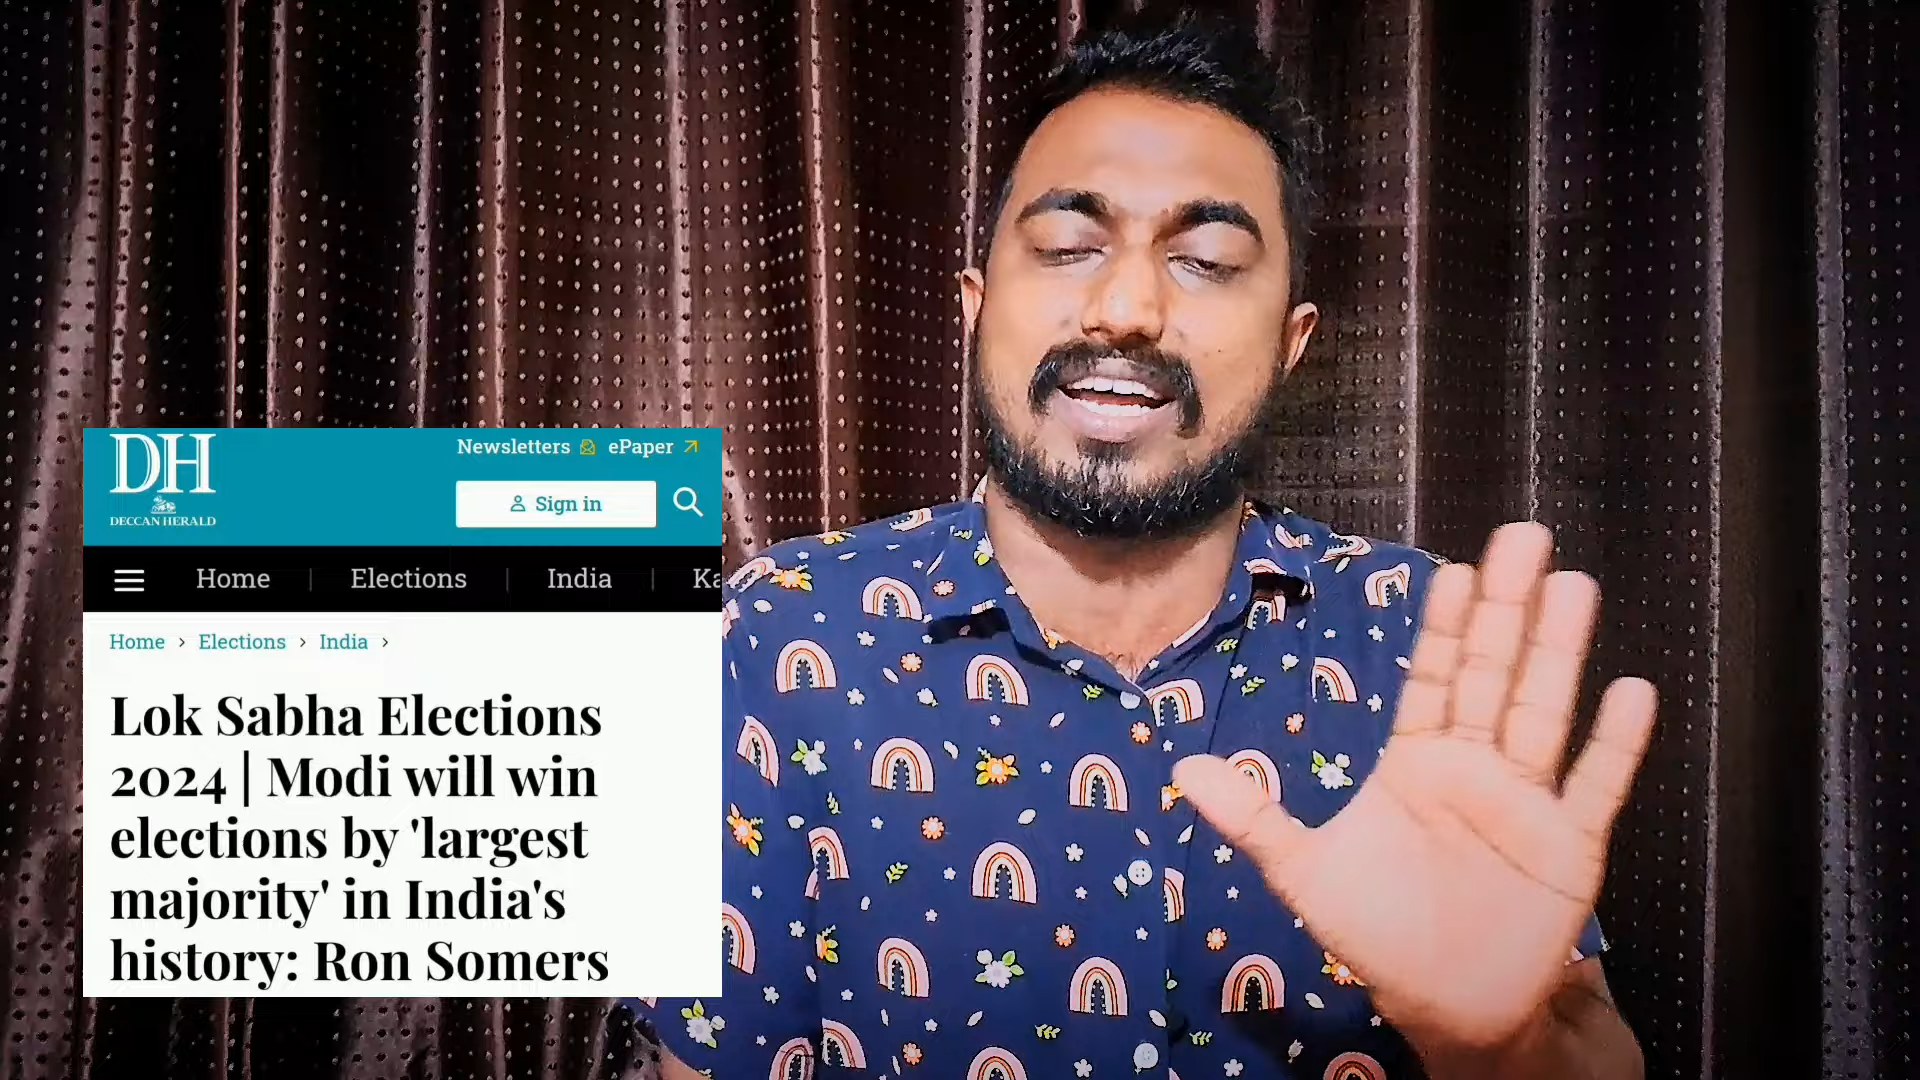 DH
DECCAN HERALD
Newsletters ePaper
Sign in
Home | Elections | India | Ka
Home > Elections > India >
Lok Sabha Elections
2024 | Modi will win
elections by 'largest
majority' in India's
history: Ron Somers